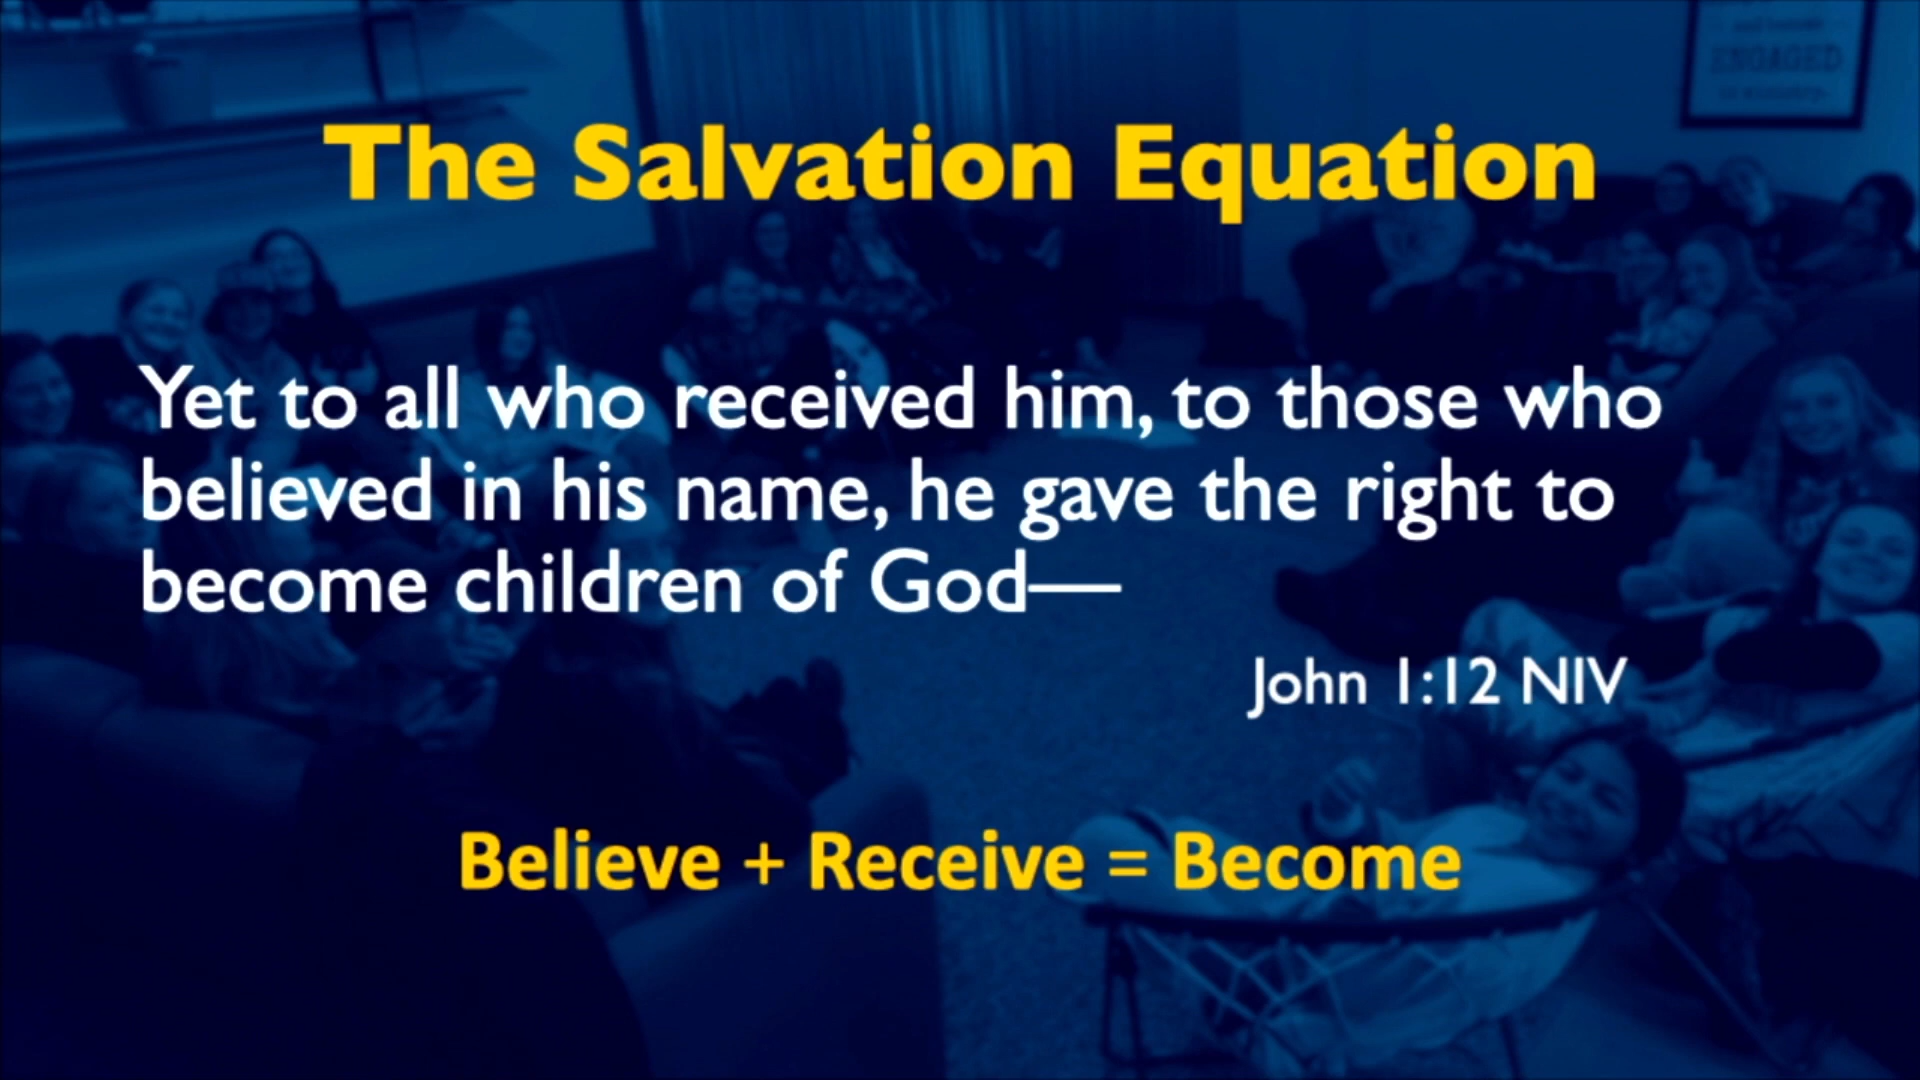 ENGAGED
The Salvation Equation
Yet to all who received him, to those who
believed in his name, he gave the right to
become children of God—
John 1:12 NIV
Believe + Receive = Become